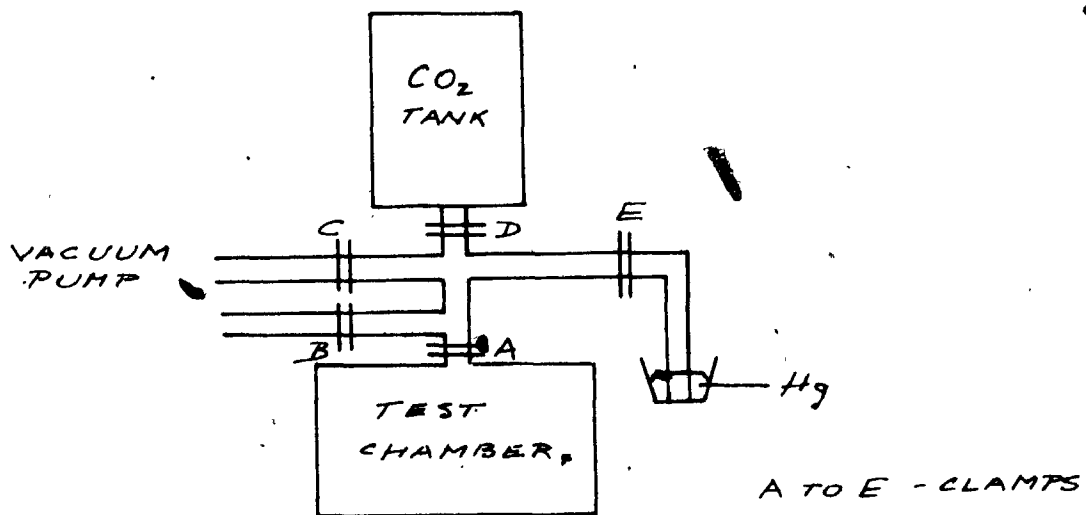 CO2
TANK
C
D
E
VACUUM
PUMP
B
A
Hg
TEST
CHAMBER
A TO E - CLAMPS